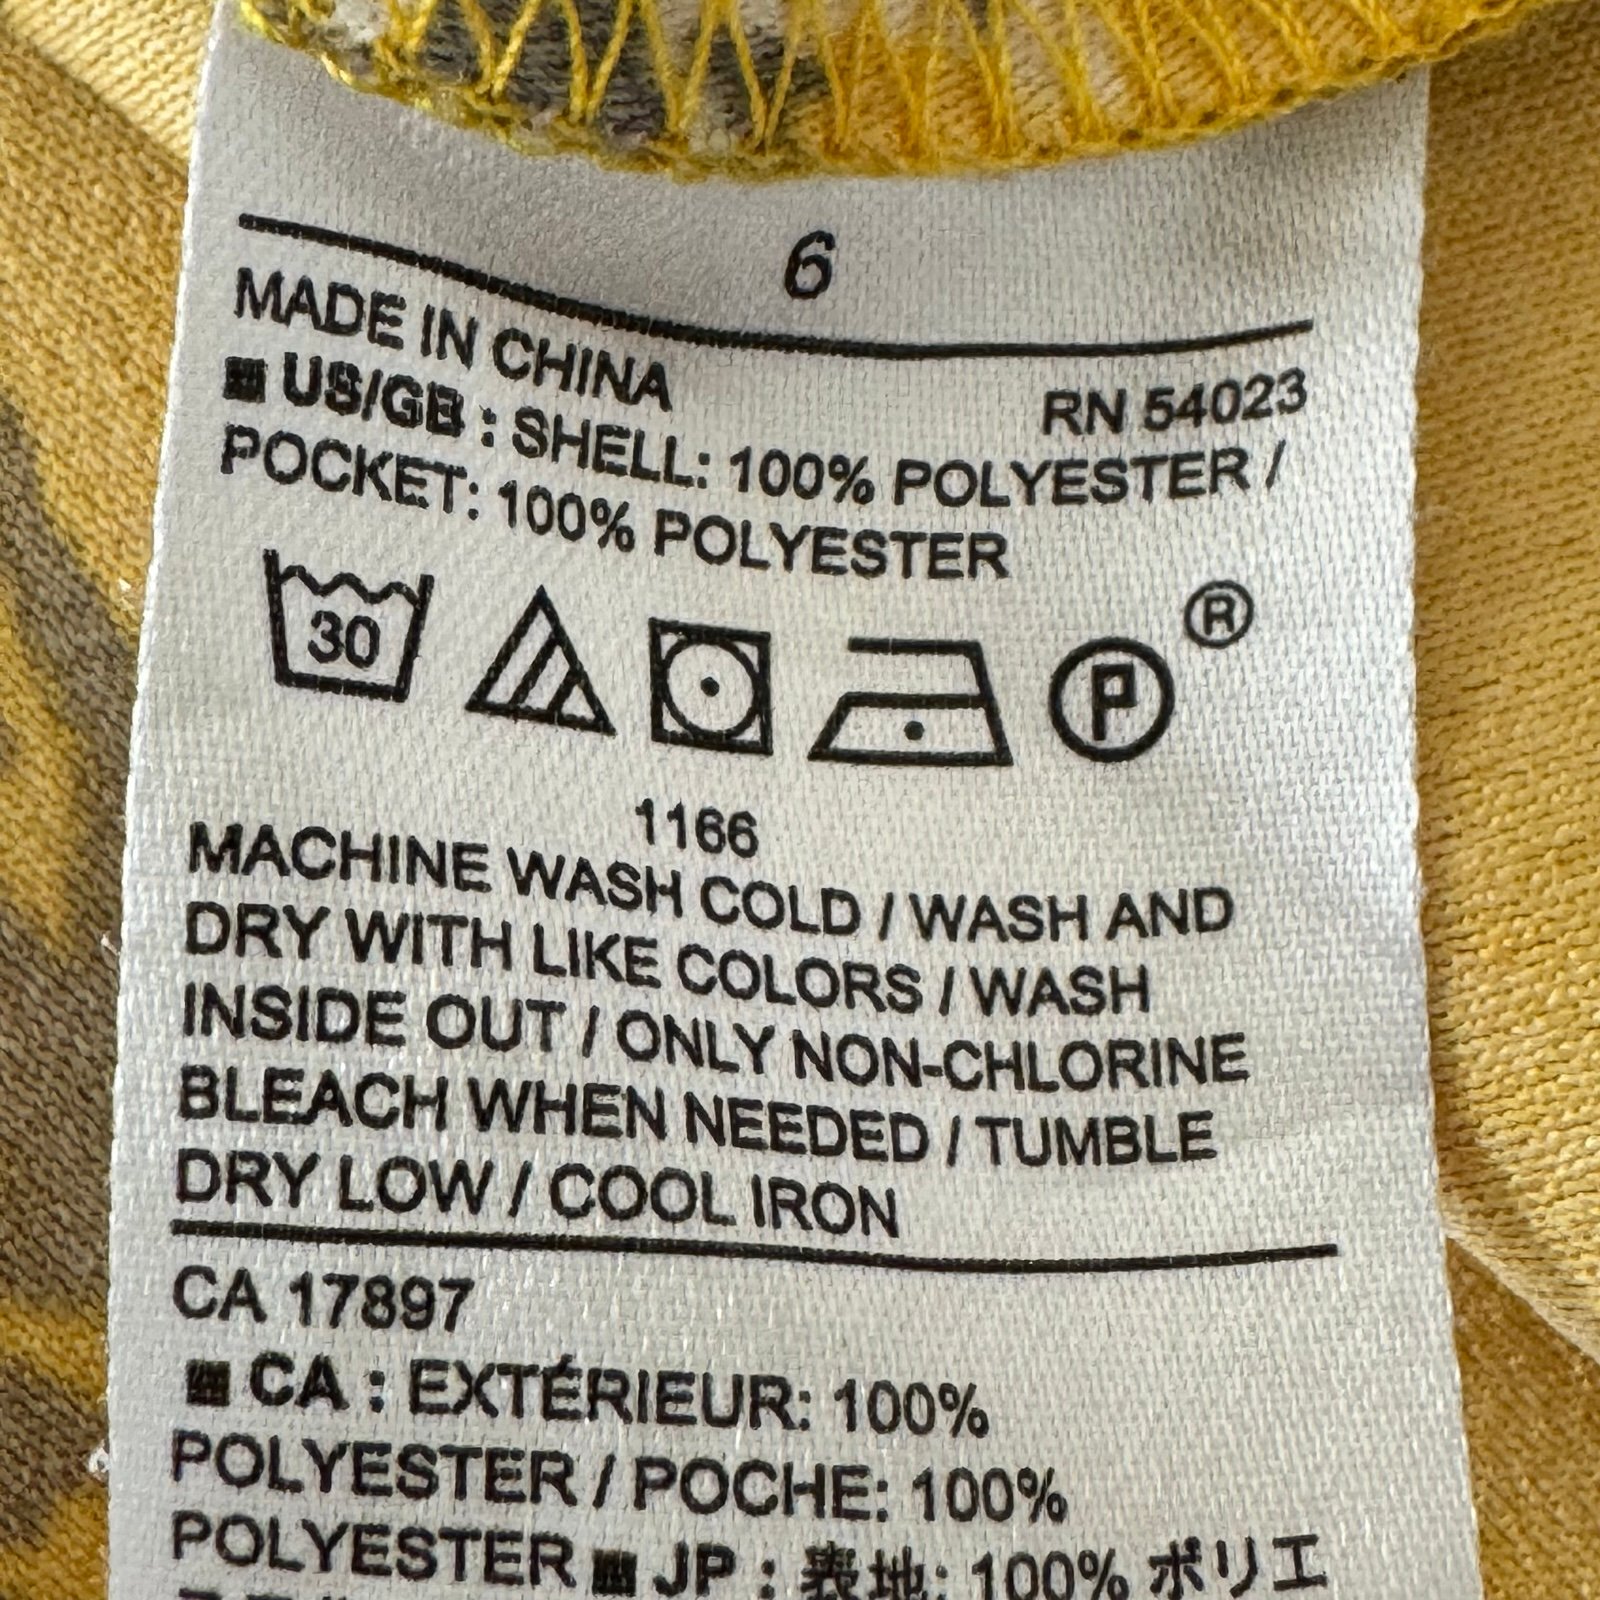 6
MADE IN CHINA
RN 54023
US/GB : SHELL: 100% POLYESTER /
POCKET: 100% POLYESTER
30 P ®
1166
MACHINE WASH COLD / WASH AND
DRY WITH LIKE COLORS / WASH
INSIDE OUT / ONLY NON-CHLORINE
BLEACH WHEN NEEDED / TUMBLE
DRY LOW / COOL IRON
CA 17897
CA : EXTÉRIEUR: 100%
POLYESTER / POCHE: 100%
POLYESTER ■ JP : 表地: 100% ポリエ